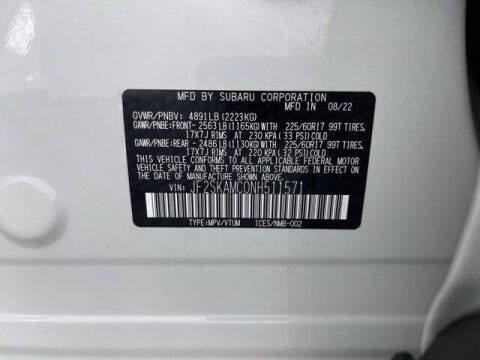 MFD BY SUBARU CORPORATION
MFD IN 08/22
GVWR/PNBV: 4891LB (2223KG)
GAWR/PNBE:FRONT- 2563 LB (1165KG)WITH 225/60R17 99T TIRES.
17X7J RIMS AT 230 KPA (33 PSI)COLD
GAWR/PNBE:REAR - 2486 LB (1130KG)WITH 225/60R17 99T TIRES.
17X7J RIMS AT 220 KPA (32 PSI)COLD
THIS VEHICLE CONFORMS TO ALL APPLICABLE U.S. FEDERAL
MOTOR VEHICLE SAFETY, BUMPER, AND THEFT PREVENTION
STANDARDS IN EFFECT ON THE DATE OF MANUFACTURE
SHOWN ABOVE.
VIN: JF2SKAMC0NH511571
TYPE:MPV/VTUM ICES/NMB-002